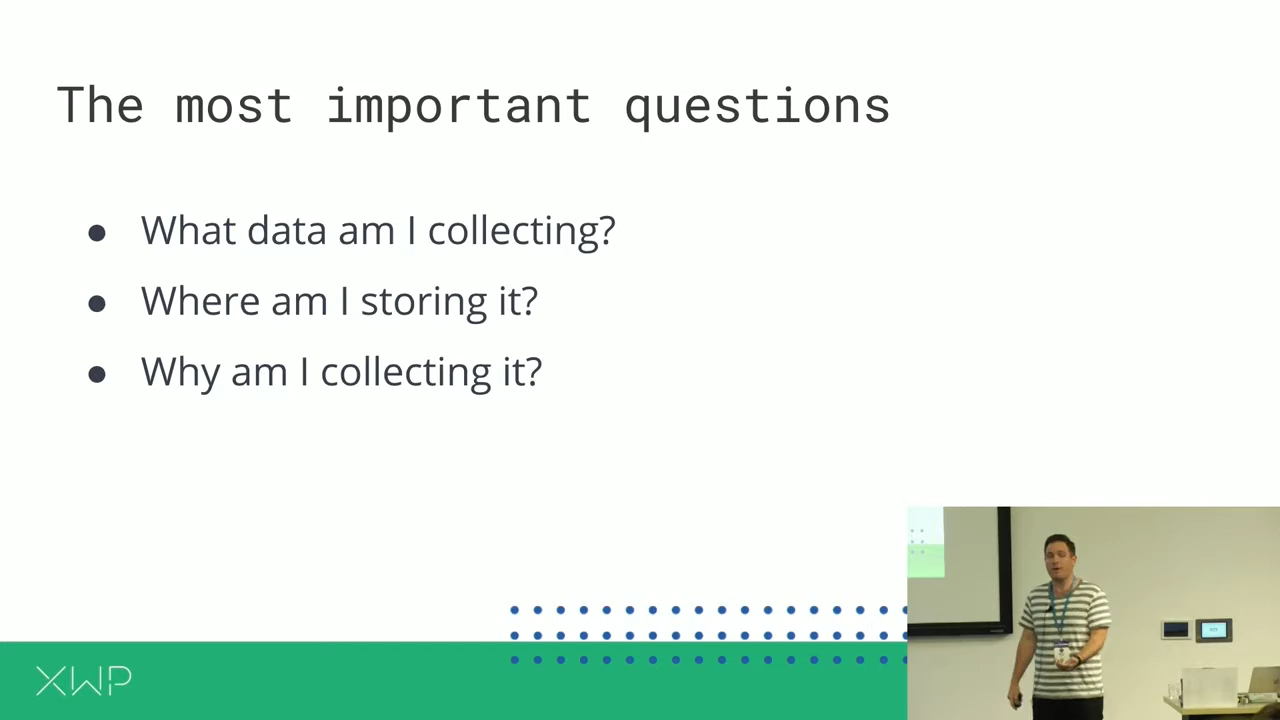 The most important questions
● What data am I collecting?
● Where am I storing it?
● Why am I collecting it?
XWP